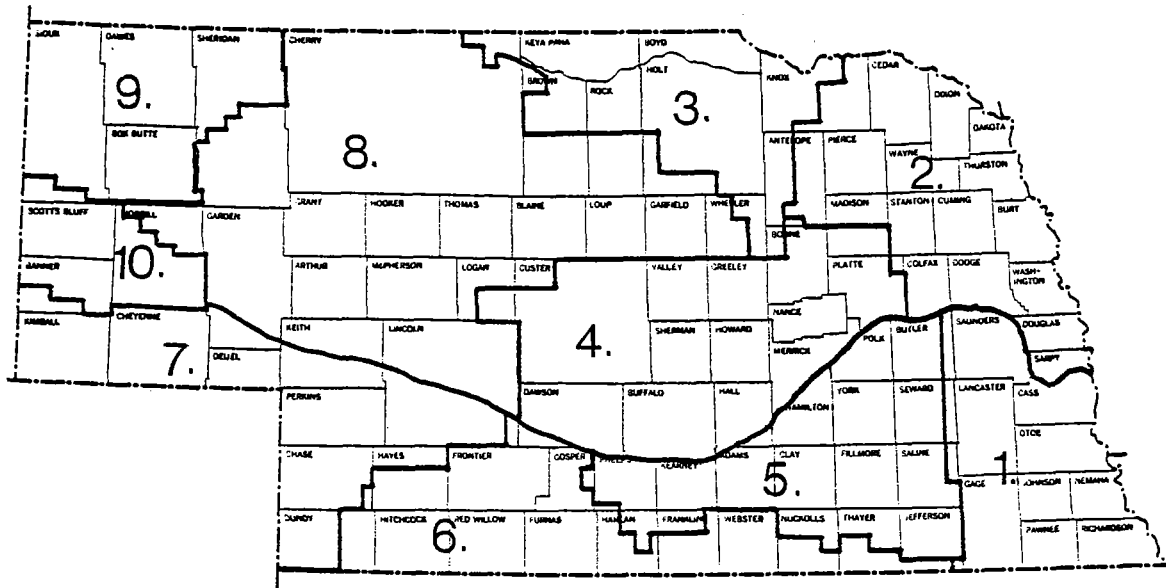 SIOUX DAWES SHERIDAN CHERRY KEYA PAHA BOYD
HOLT KNOX CEDAR
BROWN ROCK DIXON
9. 3. DAKOTA
BOX BUTTE 8. ANTELOPE PIERCE WAYNE THURSTON
2.
SCOTTS BLUFF MORRILL GARDEN GRANT HOOKER THOMAS BLAINE LOUP GARFIELD WHEELER MADISON STANTON CUMING BURT
BOONE
10.
BANNER ARTHUR McPHERSON LOGAN CUSTER VALLEY GREELEY PLATTE COLFAX DODGE WASH-
INGTON
NANCE
KIMBALL CHEYENNE KEITH LINCOLN SHERMAN HOWARD MERRICK POLK BUTLER SAUNDERS DOUGLAS
7. DEUEL 4. SARPY
PERKINS DAWSON BUFFALO HALL HAMILTON YORK SEWARD LANCASTER CASS
OTOE
CHASE HAYES FRONTIER GOSPER PHELPS KEARNEY ADAMS CLAY FILLMORE SALINE
5. 1.
GAGE JOHNSON NEMAHA
DUNDY HITCHCOCK RED WILLOW FURNAS HARLAN FRANKLIN WEBSTER NUCKOLLS THAYER JEFFERSON
6. PAWNEE RICHARDSON